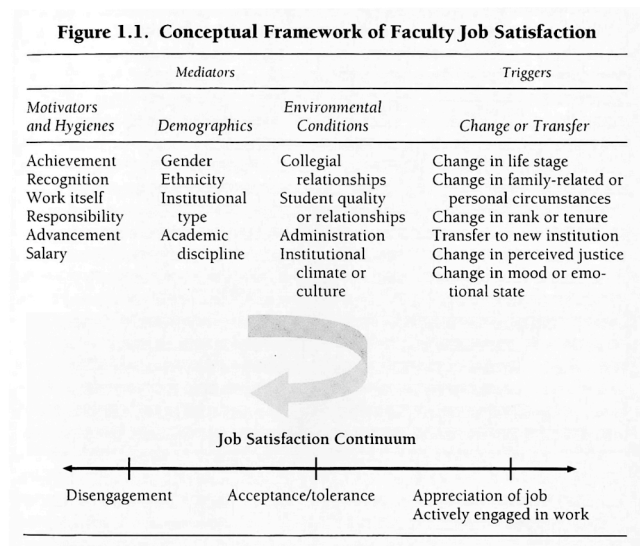 Figure 1.1. Conceptual Framework of Faculty Job Satisfaction
Mediators Triggers
Motivators and Hygienes
Demographics
Environmental Conditions
Change or Transfer
Achievement
Recognition
Work itself
Responsibility
Advancement
Salary
Gender
Ethnicity
Institutional
type
Academic
discipline
Collegial
relationships
Student quality
or relationships
Administration
Institutional
climate or
culture
Change in life stage
Change in family-related or
personal circumstances
Change in rank or tenure
Transfer to new institution
Change in perceived justice
Change in mood or emo-
tional state
Job Satisfaction Continuum
Disengagement
Acceptance/tolerance
Appreciation of job
Actively engaged in work